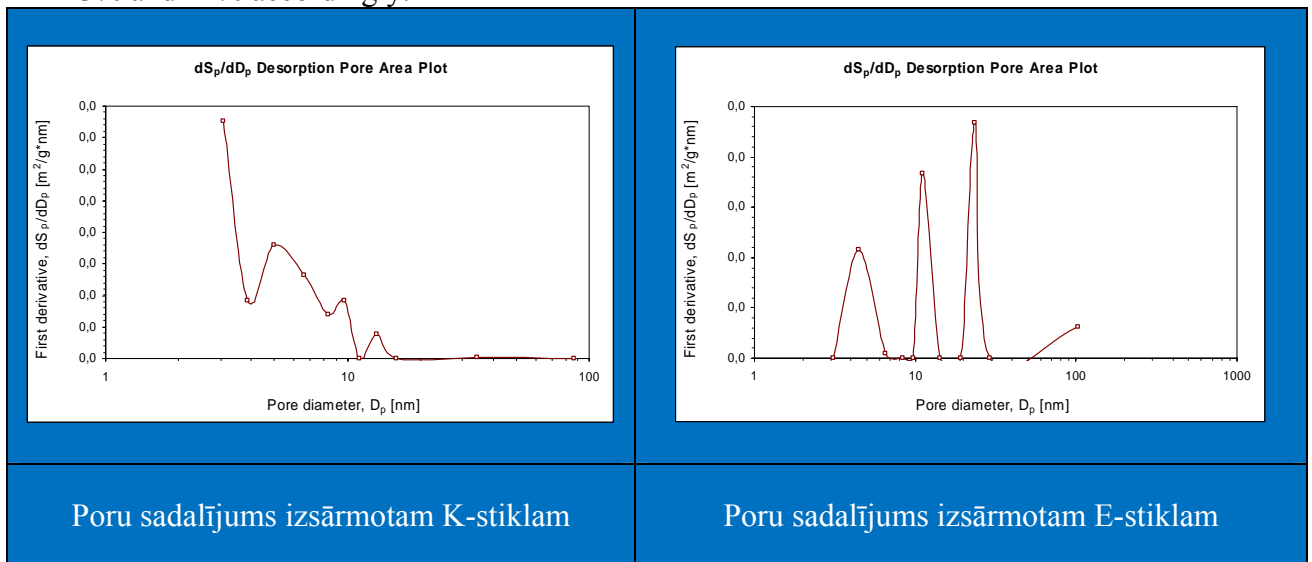 and accordingly.
dSp/dDp Desorption Pore Area Plot
First derivative, dSp/dDp [m²/g*nm]
0,0
0,0
0,0
0,0
0,0
0,0
0,0
0,0
0,0
1
10
100
Pore diameter, Dp [nm]
dSp/dDp Desorption Pore Area Plot
First derivative, dSp/dDp [m²/g*nm]
0,0
0,0
0,0
0,0
0,0
0,0
1
10
100
1000
Pore diameter, Dp [nm]
Poru sadalījums izsārmotam K-stiklam
Poru sadalījums izsārmotam E-stiklam